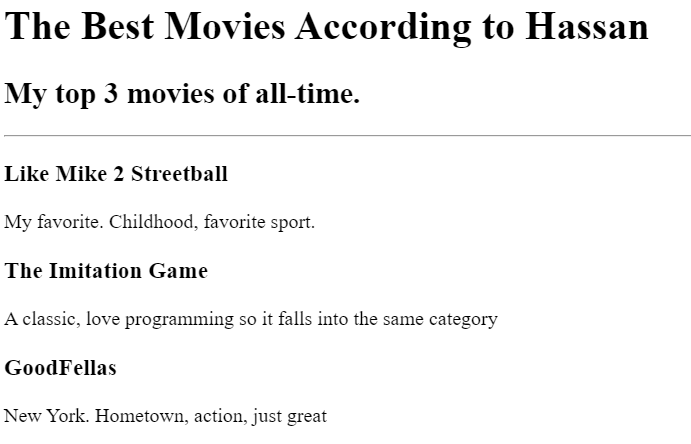 The Best Movies According to Hassan
My top 3 movies of all-time.
Like Mike 2 Streetball
My favorite. Childhood, favorite sport.
The Imitation Game
A classic, love programming so it falls into the same category
GoodFellas
New York. Hometown, action, just great